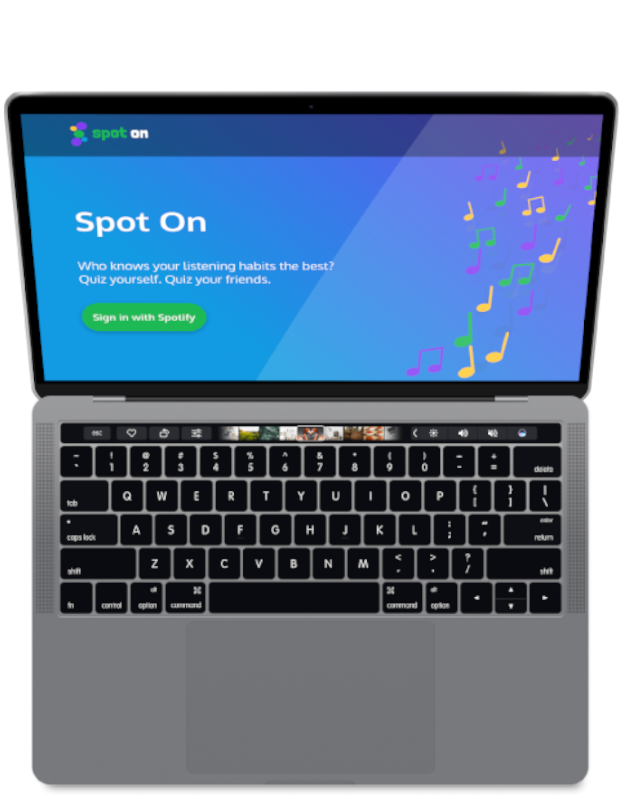 spot on
Spot On
Who knows your listening habits the best?
Quiz yourself. Quiz your friends.
Sign in with Spotify
esc
~ ! @ # $ % ^ & * ( ) _ +
` 1 2 3 4 5 6 7 8 9 0 - = delete
tab Q W E R T Y U I O P { [ } ] | \
caps lock A S D F G H J K L : ; " ' enter return
shift Z X C V B N M < , > . ? / shift
fn control alt option ⌘ command ⌘ command alt option ◄ ▲ ▼ ►